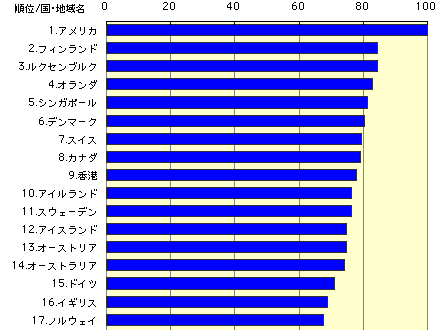 順位/国・地域名 0 20 40 60 80 100
1.アメリカ
2.フィンランド
3.ルクセンブルク
4.オランダ
5.シンガポール
6.デンマーク
7.スイス
8.カナダ
9.香港
10.アイルランド
11.スウェーデン
12.アイスランド
13.オーストリア
14.オーストラリア
15.ドイツ
16.イギリス
17.ノルウェイ